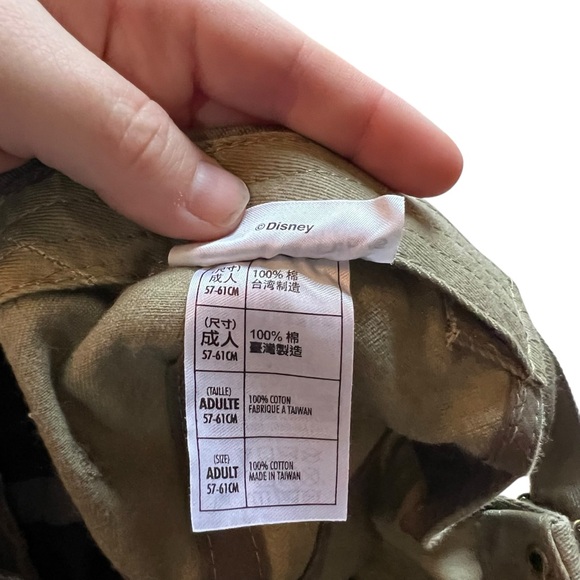 ©Disney
(尺寸)
成人
57-61CM
100% 棉
台湾制造
(尺寸)
成人
57-61CM
100% 棉
臺灣製造
(TAILLE)
ADULTE
57-61CM
100% COTON
FABRIQUE A TAIWAN
(SIZE)
ADULT
57-61CM
100% COTTON
MADE IN TAIWAN